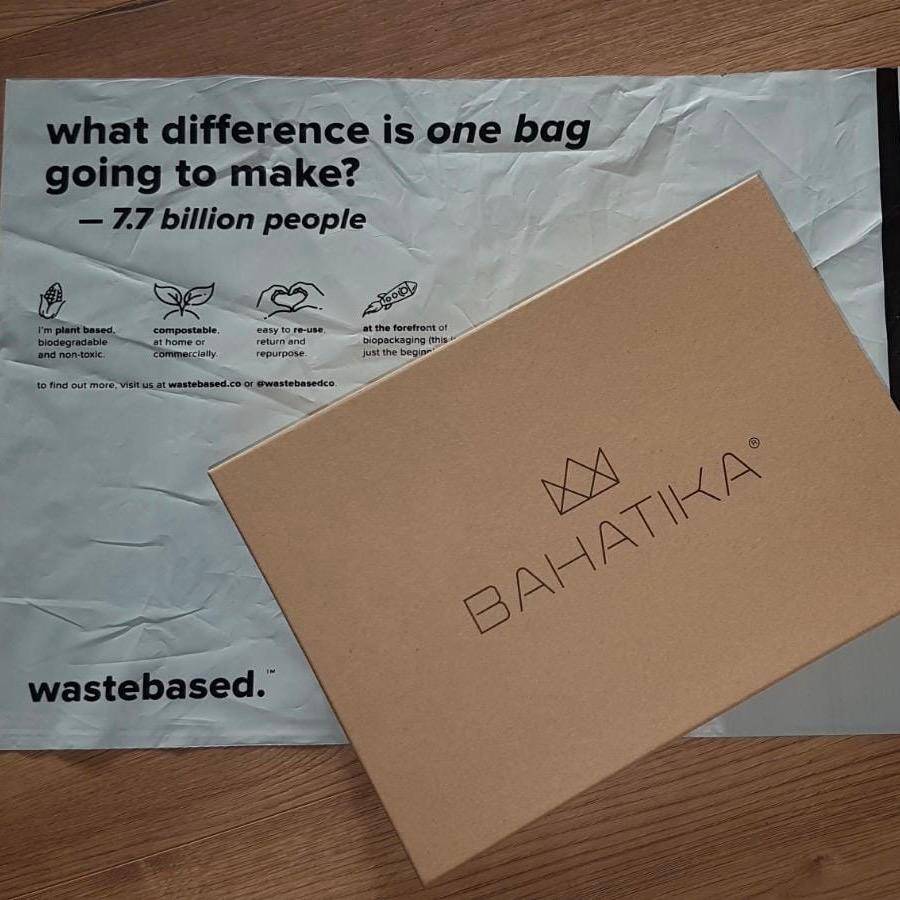 what difference is one bag
going to make?
— 7.7 billion people
i'm plant based,
biodegradable
and non-toxic.
compostable,
at home or
commercially.
easy to re-use,
return and
repurpose.
at the forefront of
biopackaging (this
just the
to find out more, visit us at wastebased.co or @wastebasedco.
BAHATIKA®
wastebased.™